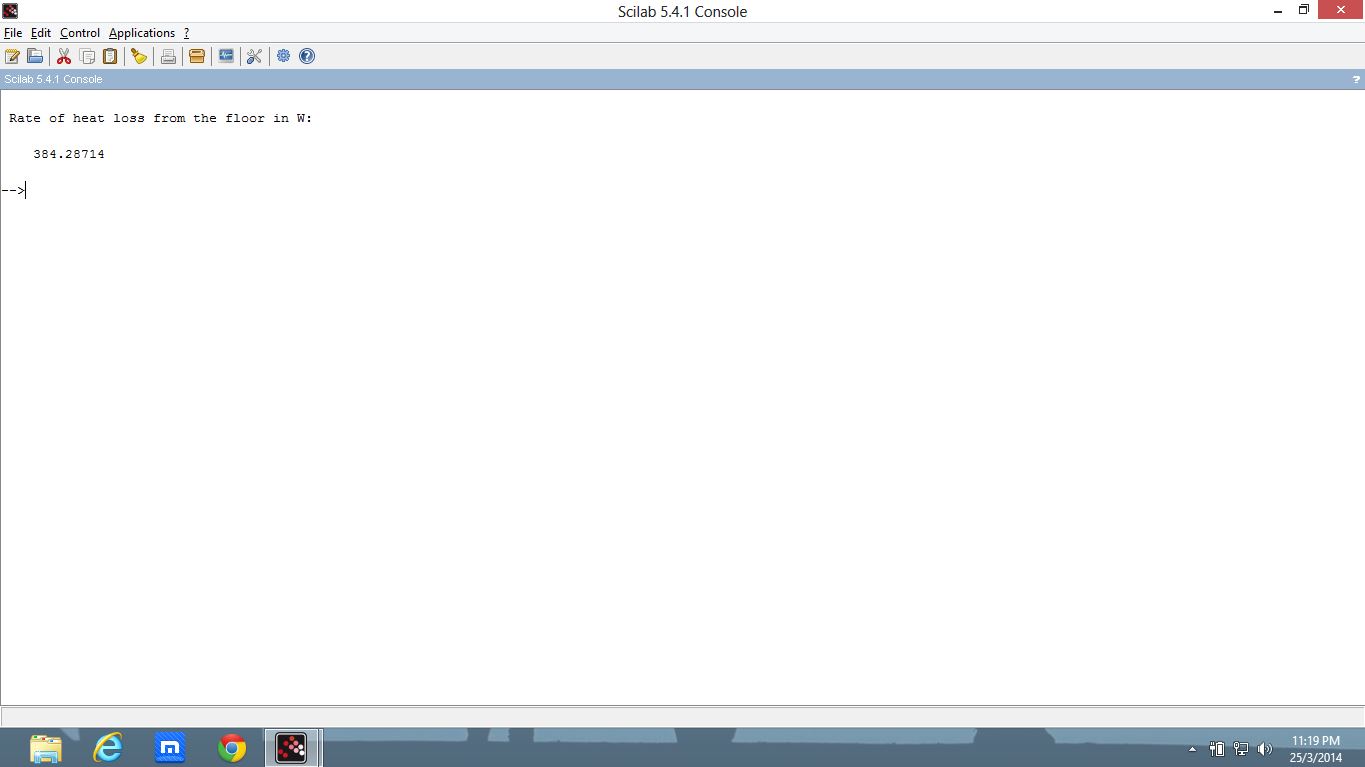 Scilab 5.4.1 Console
File Edit Control Applications ?
Scilab 5.4.1 Console ?
Rate of heat loss from the floor in W:
384.28714
-->
11:19 PM
25/3/2014